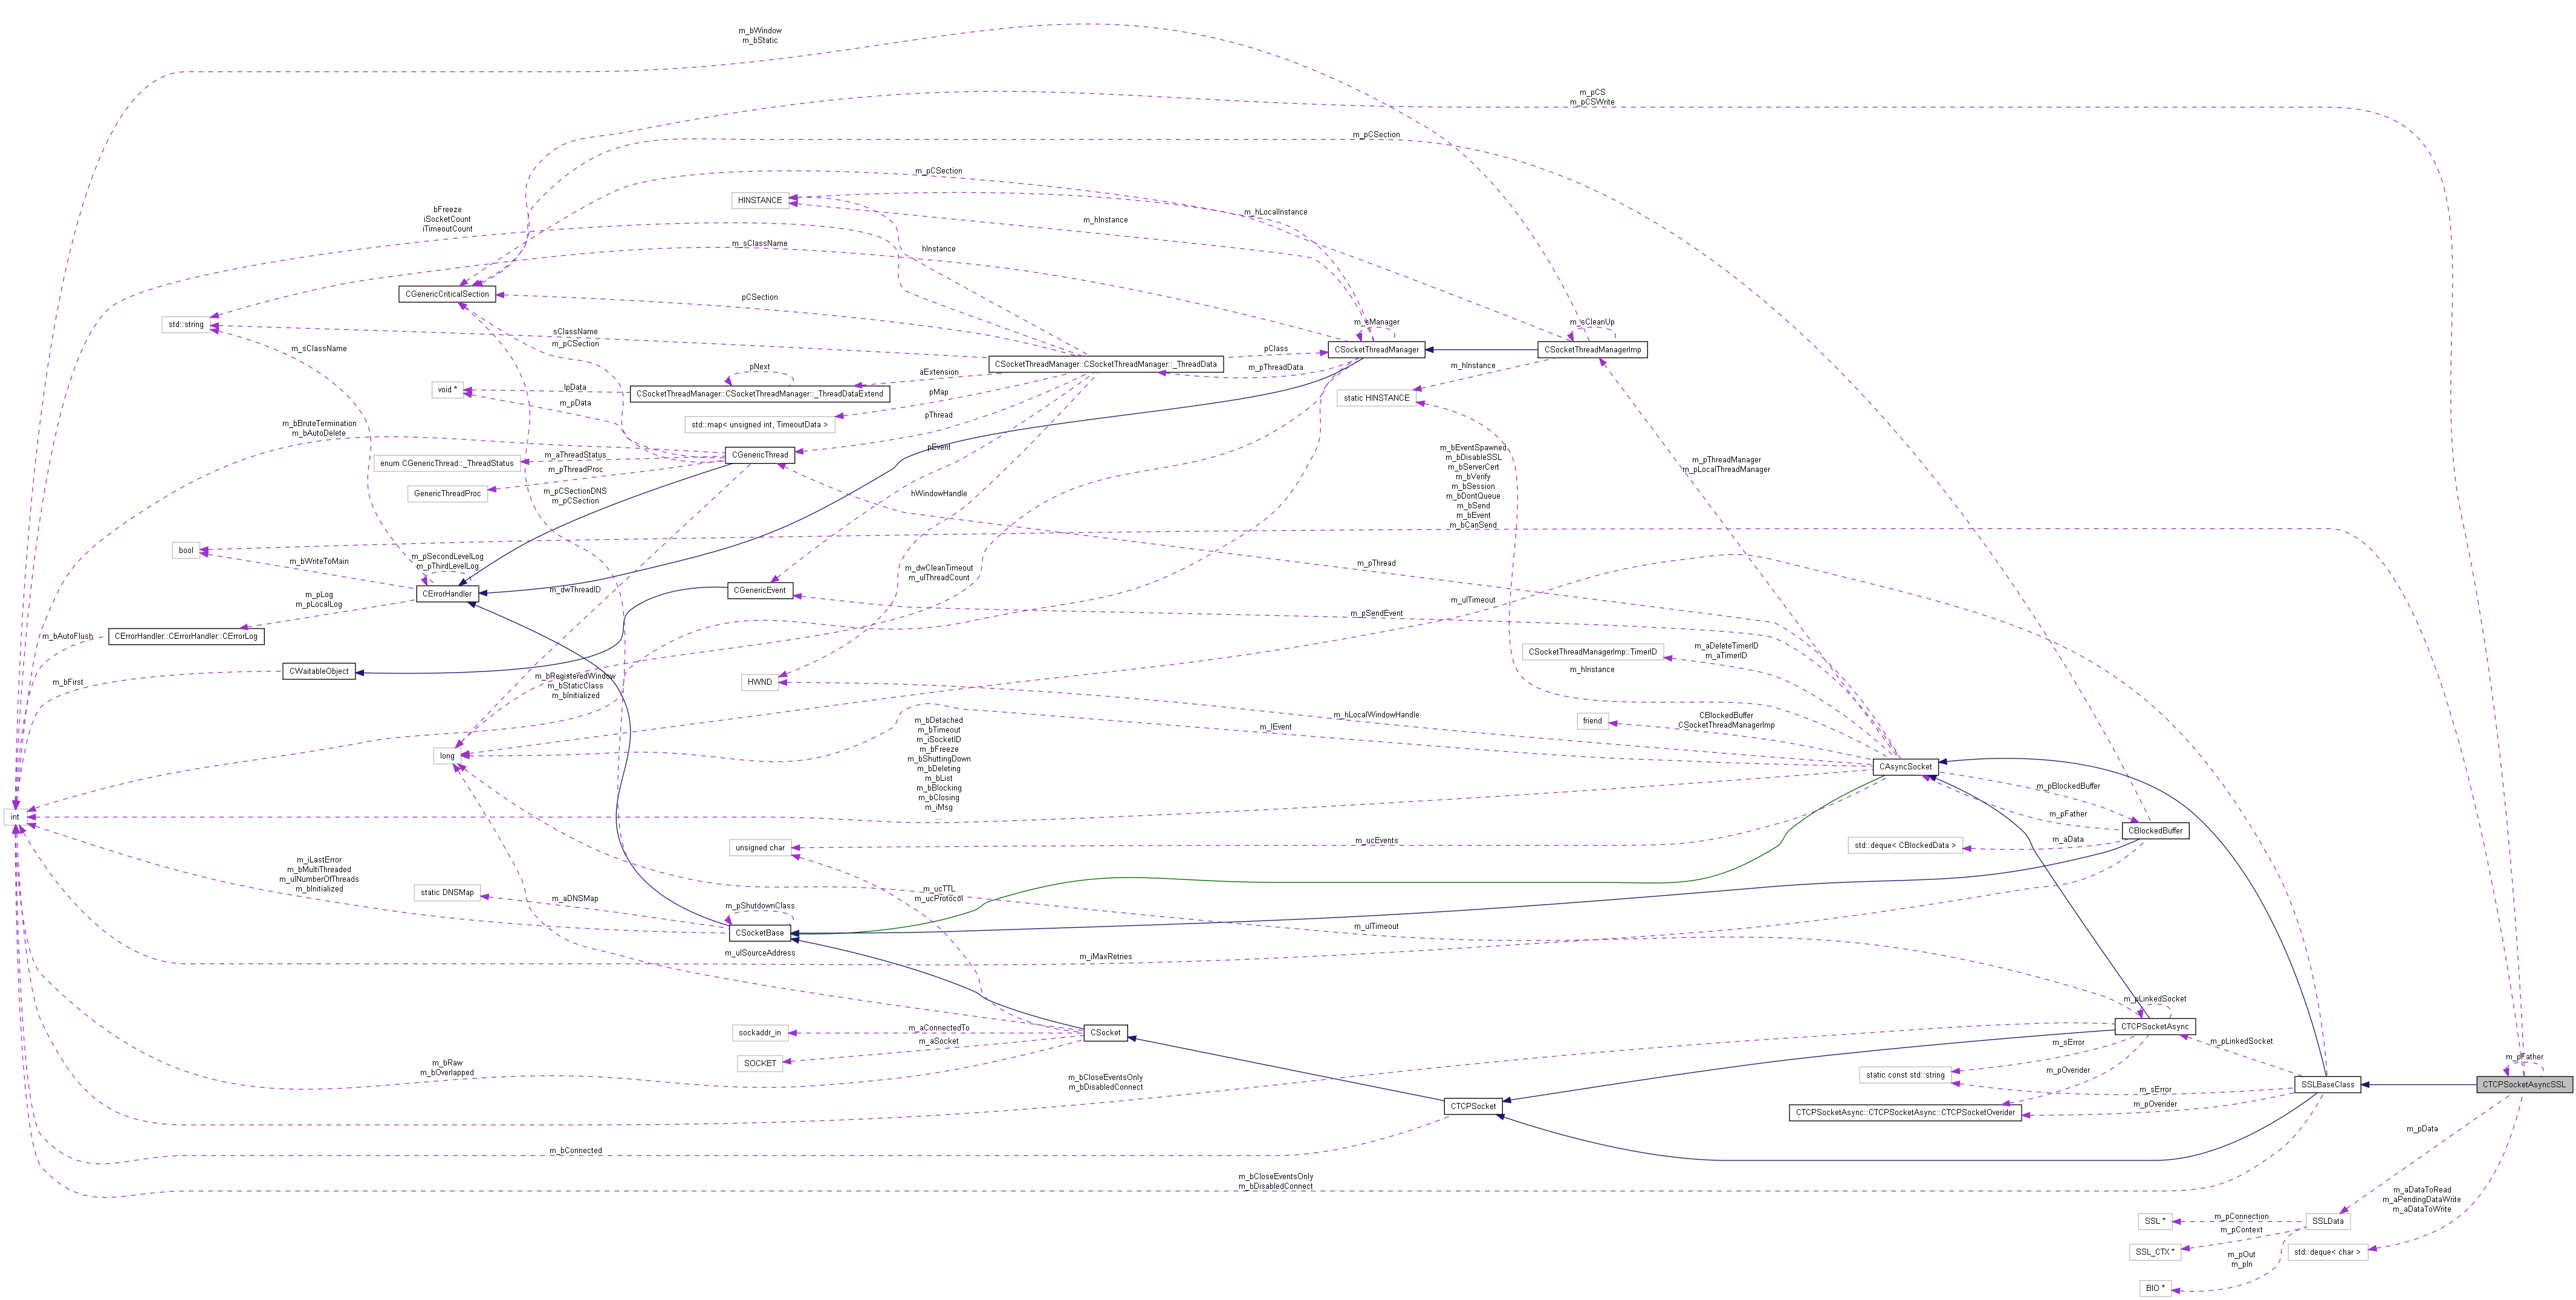 m_bWindow
m_bStatic
m_pCS
m_pCSWrite
m_pCSection
m_pCSection
HINSTANCE
bFreeze
iSocketCount
iTimeoutCount
m_hLocalInstance
m_hInstance
m_sClassName
hInstance
CGenericCriticalSection
pCSection
std::string
sClassName
m_pCSection
m_sClassName
m_sManager
m_sCleanUp
CSocketThreadManager
CSocketThreadManagerImp
pClass
CSocketThreadManager::CSocketThreadManager::_ThreadData
m_pThreadData
m_hInstance
pNext
aExtension
void *
lpData
CSocketThreadManager::CSocketThreadManager::_ThreadDataExtend
pMap
static HINSTANCE
m_pData
pThread
std::map< unsigned int, TimeoutData >
m_bBruteTermination
m_bAutoDelete
enum CGenericThread::_ThreadStatus
m_aThreadStatus
CGenericThread
pEvent
m_pThreadProc
GenericThreadProc
m_pCSectionDNS
m_pCSection
hWindowHandle
m_bEventSpawned
m_bDisableSSL
m_bServerCert
m_bVerify
m_bSession
m_bDontQueue
m_bSend
m_bEvent
m_bCanSend
m_pThreadManager
m_pLocalThreadManager
bool
m_bWriteToMain
m_pSecondLevelLog
m_pThirdLevelLog
CErrorHandler
m_dwThreadID
CGenericEvent
m_dwCleanTimeout
m_ulThreadCount
m_pThread
m_ulTimeout
m_pSendEvent
m_pLog
m_pLocalLog
m_bAutoFlush
CErrorHandler::CErrorHandler::CErrorLog
CSocketThreadManagerImp::TimerID
m_aDeleteTimerID
m_aTimerID
m_hInstance
CWaitableObject
m_bFirst
m_bRegisteredWindow
m_bStaticClass
m_bInitialized
HWND
m_hLocalWindowHandle
friend
CBlockedBuffer
CSocketThreadManagerImp
m_lEvent
long
m_bDetached
m_bTimeout
m_iSocketID
m_bFreeze
m_bShuttingDown
m_bDeleting
m_bList
m_bBlocking
m_bClosing
m_iMsg
...
CAsyncSocket
m_pBlockedBuffer
int
m_pFather
CBlockedBuffer
std::deque< CBlockedData >
m_aData
unsigned char
m_ucEvents
m_iLastError
m_bMultiThreaded
m_ulNumberOfThreads
m_bInitialized
static DNSMap
m_aDNSMap
m_pShutdownClass
CSocketBase
m_ucTTL
m_ucProtocol
m_ulTimeout
m_ulSourceAddress
m_iMaxRetries
m_pLinkedSocket
sockaddr_in
m_aConnectedTo
CSocket
CTCPSocketAsync
m_aSocket
SOCKET
m_sError
m_pLinkedSocket
m_bRaw
m_bOverlapped
m_bCloseEventsOnly
m_bDisabledConnect
static const std::string
m_pOverider
m_sError
SSLBaseClass
m_pFather
CTCPSocketAsyncSSL
CTCPSocket
CTCPSocketAsync::CTCPSocketAsync::CTCPSocketOverider
m_pOverider
m_pData
m_bConnected
m_bCloseEventsOnly
m_bDisabledConnect
m_aDataToRead
m_aPendingDataWrite
m_aDataToWrite
SSL *
m_pConnection
SSLData
m_pContext
SSL_CTX *
m_pOut
m_pIn
std::deque< char >
BIO *